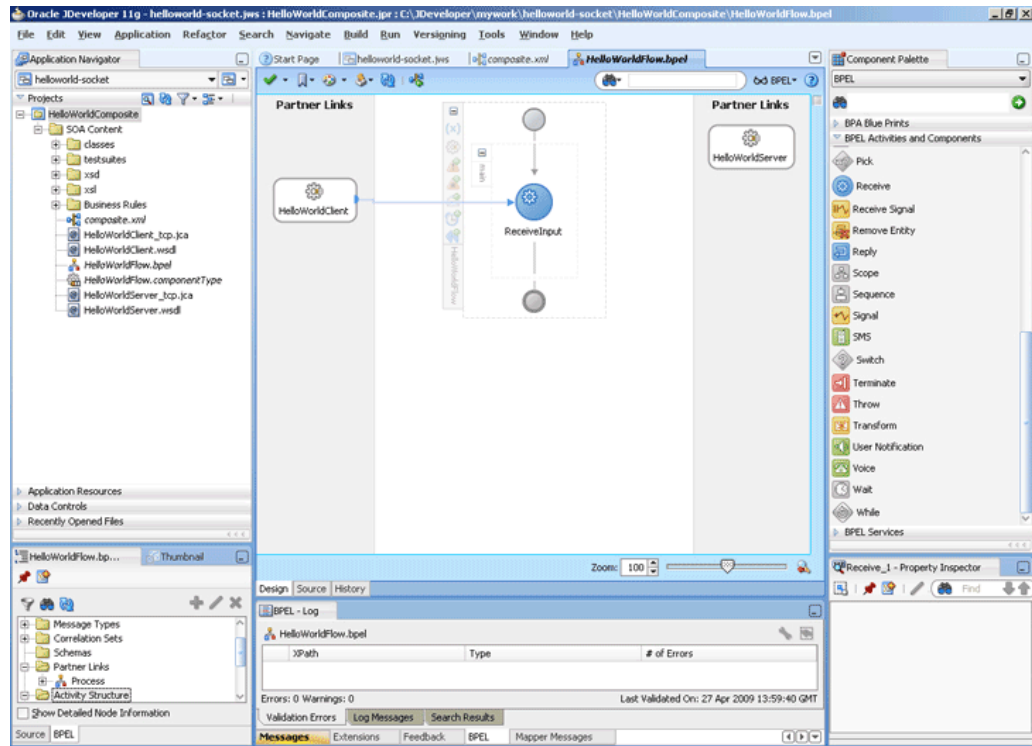 Oracle JDeveloper 11g - helloworld-socket.jws : HelloWorldComposite.jpr : C:\JDeveloper\mywork\helloworld-socket\HelloWorldComposite\HelloWorldFlow.bpel
File Edit View Application Refactor Search Navigate Build Run Versigning Tools Window Help
Application Navigator
helloworld-socket
Projects
HelloWorldComposite
SOA Content
classes
testsuites
xsd
xsl
Business Rules
composite.xml
HelloWorldClient_tcp.jca
HelloWorldClient.wsdl
HelloWorldFlow.bpel
HelloWorldFlow.componentType
HelloWorldServer_tcp.jca
HelloWorldServer.wsdl
Application Resources
Data Controls
Recently Opened Files
HelloWorldFlow.bp... Thumbnail
Message Types
Correlation Sets
Schemas
Partner Links
Process
Activity Structure
Show Detailed Node Information
Source BPEL
Start Page helloworld-socket.jws composite.xml HelloWorldFlow.bpel
BPEL
Partner Links
Partner Links
HelloWorldClient
main
ReceiveInput
HelloWorldFlow
HelloWorldServer
Zoom: 100
Design Source History
BPEL - Log
HelloWorldFlow.bpel
XPath Type # of Errors
Errors: 0 Warnings: 0 Last Validated On: 27 Apr 2009 13:59:40 GMT
Validation Errors Log Messages Search Results
Messages Extensions Feedback BPEL Mapper Messages
Component Palette
BPEL
BPA Blue Prints
BPEL Activities and Components
Pick
Receive
Receive Signal
Remove Entity
Reply
Scope
Sequence
Signal
SMS
Switch
Terminate
Throw
Transform
User Notification
Voice
Wait
While
BPEL Services
Receive_1 - Property Inspector
Find